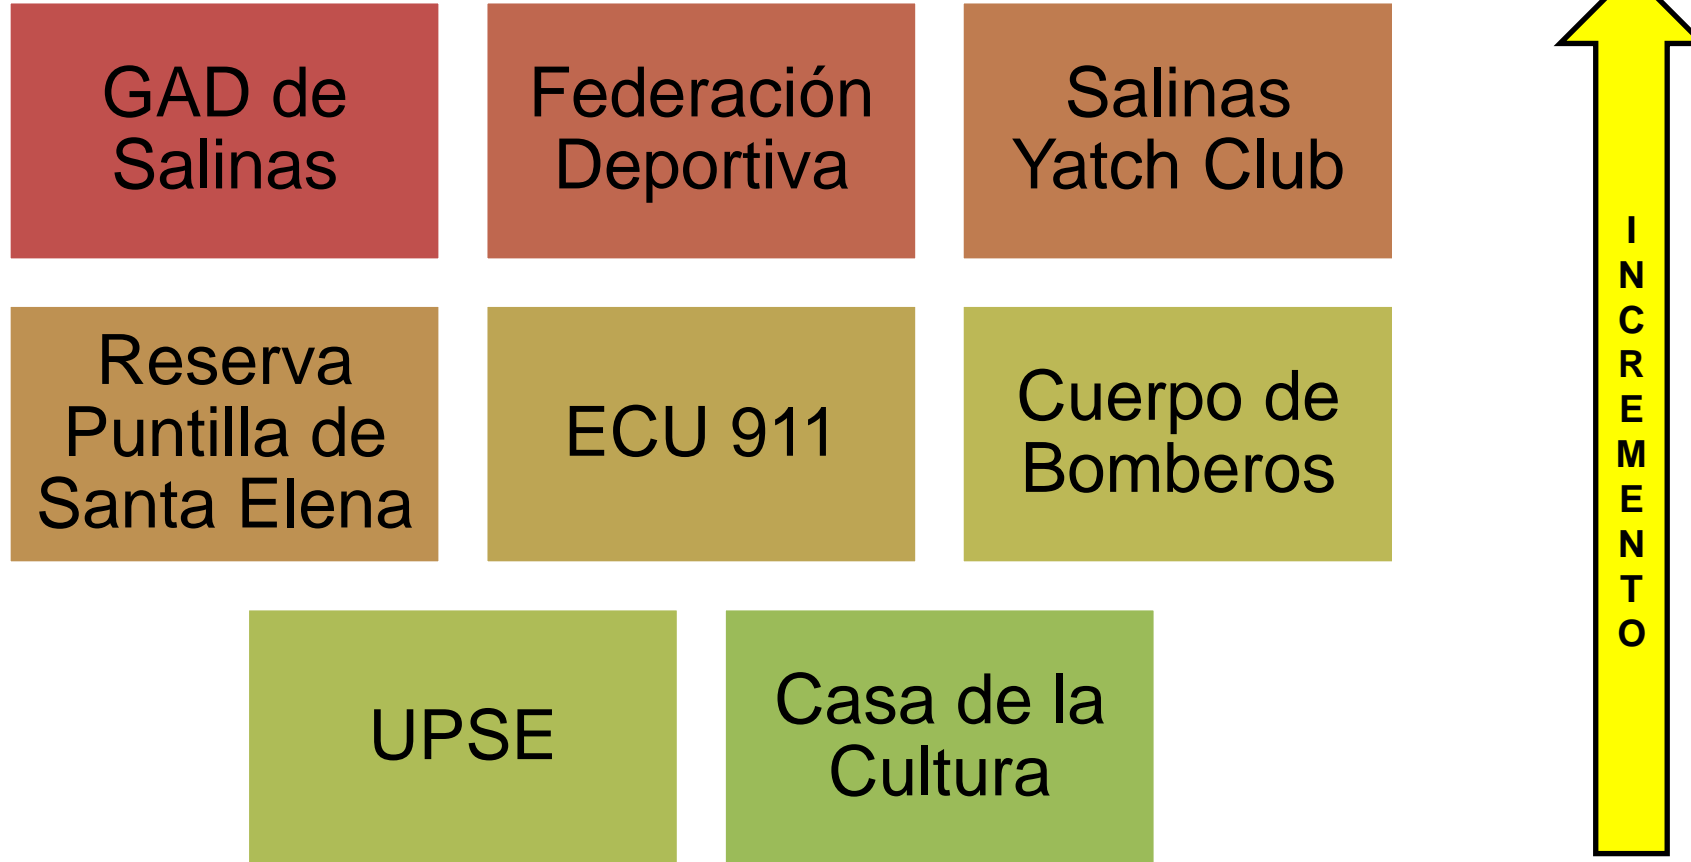 GAD de
Salinas
Federación
Deportiva
Salinas
Yatch Club
Reserva
Puntilla de
Santa Elena
ECU 911
Cuerpo de
Bomberos
UPSE
Casa de la
Cultura
I
N
C
R
E
M
E
N
T
O